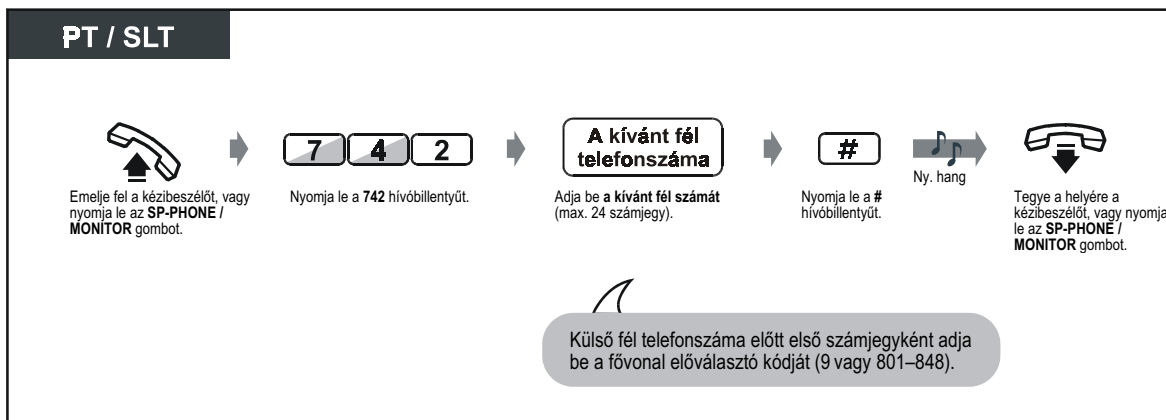 PT / SLT
7 4 2
A kívánt fél
telefonszáma
#
Ny. hang
Emelje fel a kézibeszélőt, vagy
nyomja le az SP-PHONE /
MONITOR gombot.
Nyomja le a 742 hívóbillentyűt.
Adja be a kívánt fél számát
(max. 24 számjegy).
Nyomja le a #
hívóbillentyűt.
Tegye a helyére a
kézibeszélőt, vagy nyomja
le az SP-PHONE /
MONITOR gombot.
Külső fél telefonszáma előtt első számjegyként adja
be a fővonal előválasztó kódját (9 vagy 801–848).